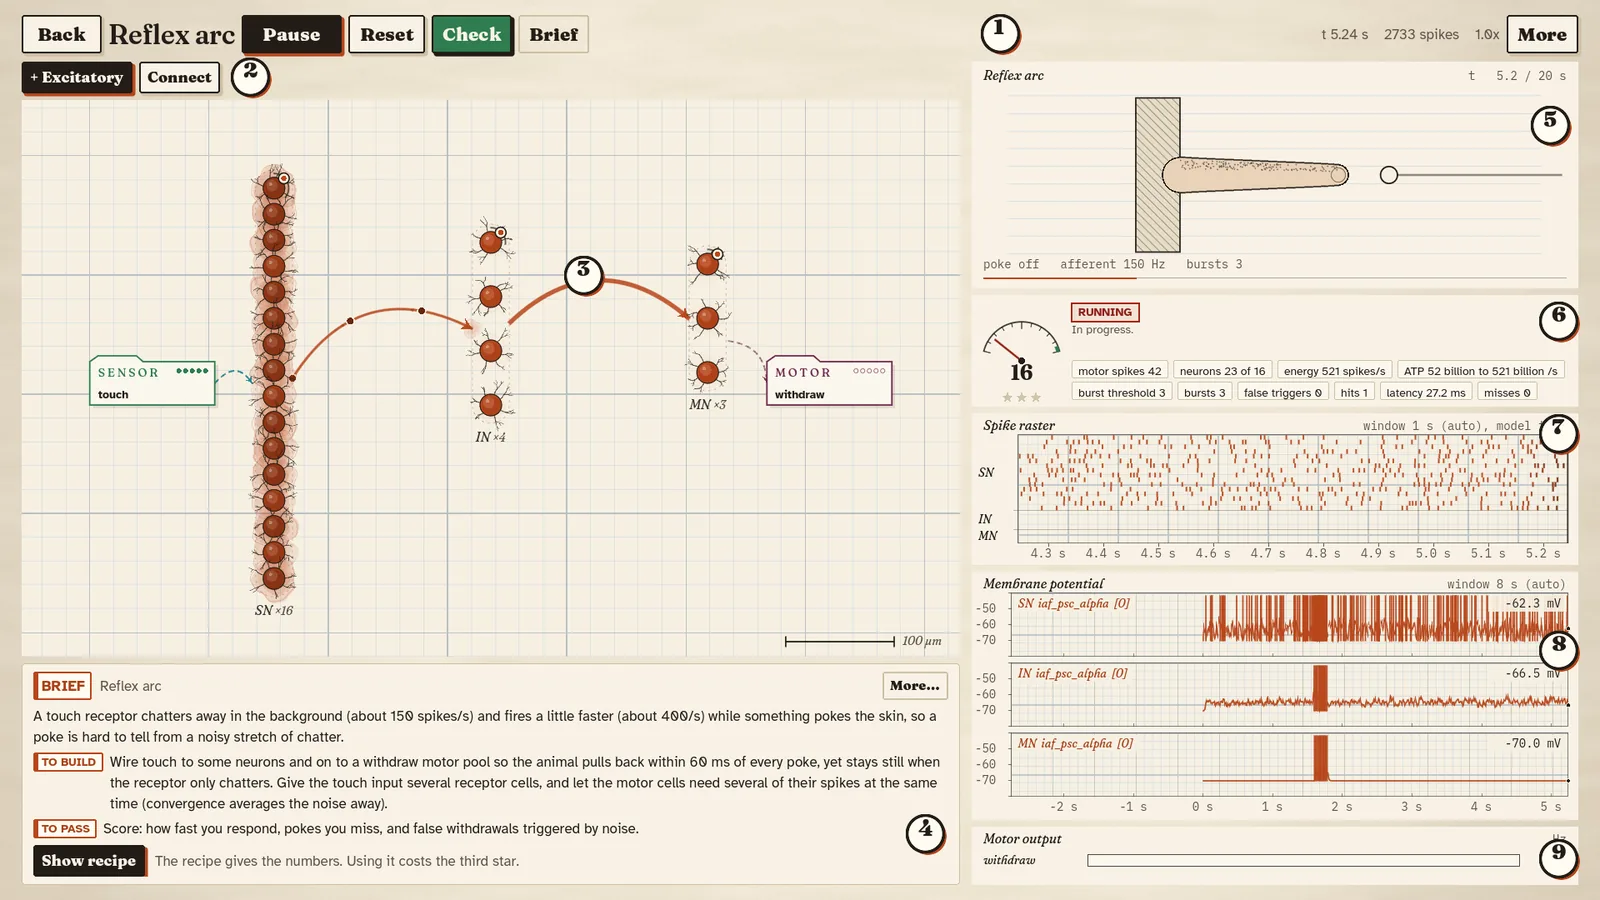 Back Reflex arc Pause Reset Check Brief
1
t 5.24 s 2733 spikes 1.0x More
+ Excitatory Connect 2
SENSOR
touch
SN ×16
IN ×4
3
MN ×3
MOTOR
withdraw
100 µm
BRIEF Reflex arc More...
A touch receptor chatters away in the background (about 150 spikes/s) and fires a little faster (about 400/s) while something pokes the skin, so a
poke is hard to tell from a noisy stretch of chatter.
TO BUILD Wire touch to some neurons and on to a withdraw motor pool so the animal pulls back within 60 ms of every poke, yet stays still when
the receptor only chatters. Give the touch input several receptor cells, and let the motor cells need several of their spikes at the same
time (convergence averages the noise away).
TO PASS Score: how fast you respond, pokes you miss, and false withdrawals triggered by noise.
4
Show recipe The recipe gives the numbers. Using it costs the third star.
Reflex arc t 5.2 / 20 s
5
poke off afferent 150 Hz bursts 3
RUNNING
In progress.
6
16
motor spikes 42 neurons 23 of 16 energy 521 spikes/s ATP 52 billion to 521 billion /s
burst threshold 3 bursts 3 false triggers 0 hits 1 latency 27.2 ms misses 0
Spike raster window 1 s (auto), model
7
SN
IN
MN
4.3 s 4.4 s 4.5 s 4.6 s 4.7 s 4.8 s 4.9 s 5.0 s 5.1 s 5.2 s
Membrane potential window 8 s (auto)
SN iaf_psc_alpha [0] -62.3 mV
-50
-60
-70
8
IN iaf_psc_alpha [0] -66.5 mV
-50
-60
-70
MN iaf_psc_alpha [0] -70.0 mV
-50
-60
-70
-2 s -1 s 0 s 1 s 2 s 3 s 4 s 5 s
Motor output
9
withdraw